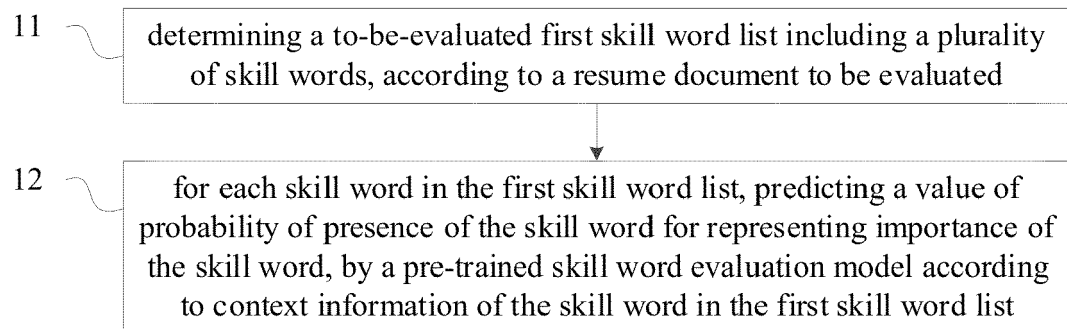 11
determining a to-be-evaluated first skill word list including a plurality
of skill words, according to a resume document to be evaluated
12
for each skill word in the first skill word list, predicting a value of
probability of presence of the skill word for representing importance of
the skill word, by a pre-trained skill word evaluation model according
to context information of the skill word in the first skill word list